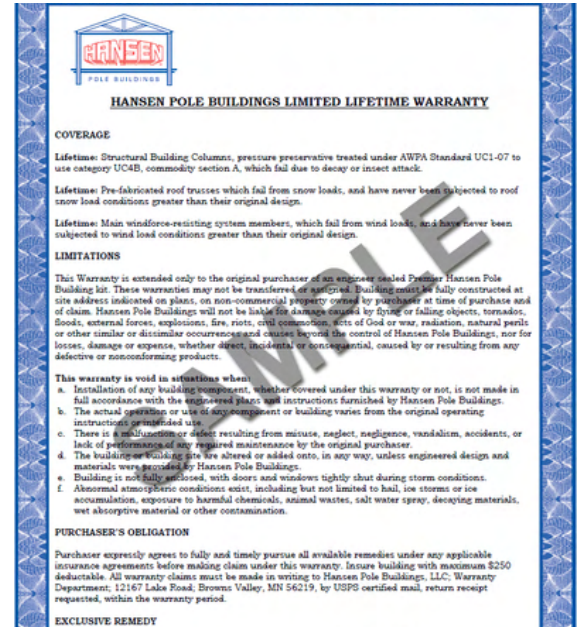 HANSEN
POLE BUILDINGS
HANSEN POLE BUILDINGS LIMITED LIFETIME WARRANTY
COVERAGE
Lifetime: Structural Building Columns, pressure preservative treated under AWPA Standard UC1-07 to
use category UC4B, commodity section A, which fail due to decay or insect attack.
Lifetime: Pre-fabricated roof trusses which fail from snow loads, and have never been subjected to roof
snow load conditions greater than their original design.
Lifetime: Main windforce-resisting system members, which fail from wind loads, and have never been
subjected to wind load conditions greater than their original design.
LIMITATIONS
This Warranty is extended only to the original purchaser of an engineer sealed Premier Hansen Pole
Building kit. These warranties may not be transferred or assigned. Building must be fully constructed at
site address indicated on plans, on non-commercial property owned by purchaser at time of purchase and
of claim. Hansen Pole Buildings will not be liable for damage caused by flying or falling objects, tornados,
floods, external forces, explosions, fire, riots, civil commotion, acts of God or war, radiation, natural perils
or other similar or dissimilar occurrences and causes beyond the control of Hansen Pole Buildings, nor for
losses, damage or expense, whether direct, incidental or consequential, caused by or resulting from any
defective or nonconforming products.
This warranty is void in situations when:
a. Installation of any building component, whether covered under this warranty or not, is not made in
full accordance with the engineered plans and instructions furnished by Hansen Pole Buildings.
b. The actual operation or use of any component or building varies from the original operating
instructions or intended use.
c. There is a malfunction or defect resulting from misuse, neglect, negligence, vandalism, accidents, or
lack of performance of any required maintenance by the original purchaser.
d. The building or building site are altered or added onto, in any way, unless engineered design and
materials were provided by Hansen Pole Buildings.
e. Building is not fully enclosed, with doors and windows tightly shut during storm conditions.
f. Abnormal atmospheric conditions exist, including but not limited to hail, ice storms or ice
accumulation, exposure to harmful chemicals, animal wastes, salt water spray, decaying materials,
wet absorptive material or other contamination.
PURCHASER'S OBLIGATION
Purchaser expressly agrees to fully and timely pursue all available remedies under any applicable
insurance agreements before making claim under this warranty. Insure building with maximum $250
deductable. All warranty claims must be made in writing to Hansen Pole Buildings, LLC; Warranty
Department; 12167 Lake Road; Browns Valley, MN 56219, by USPS certified mail, return receipt
requested, within the warranty period.
EXCLUSIVE REMEDY
SAMPLE